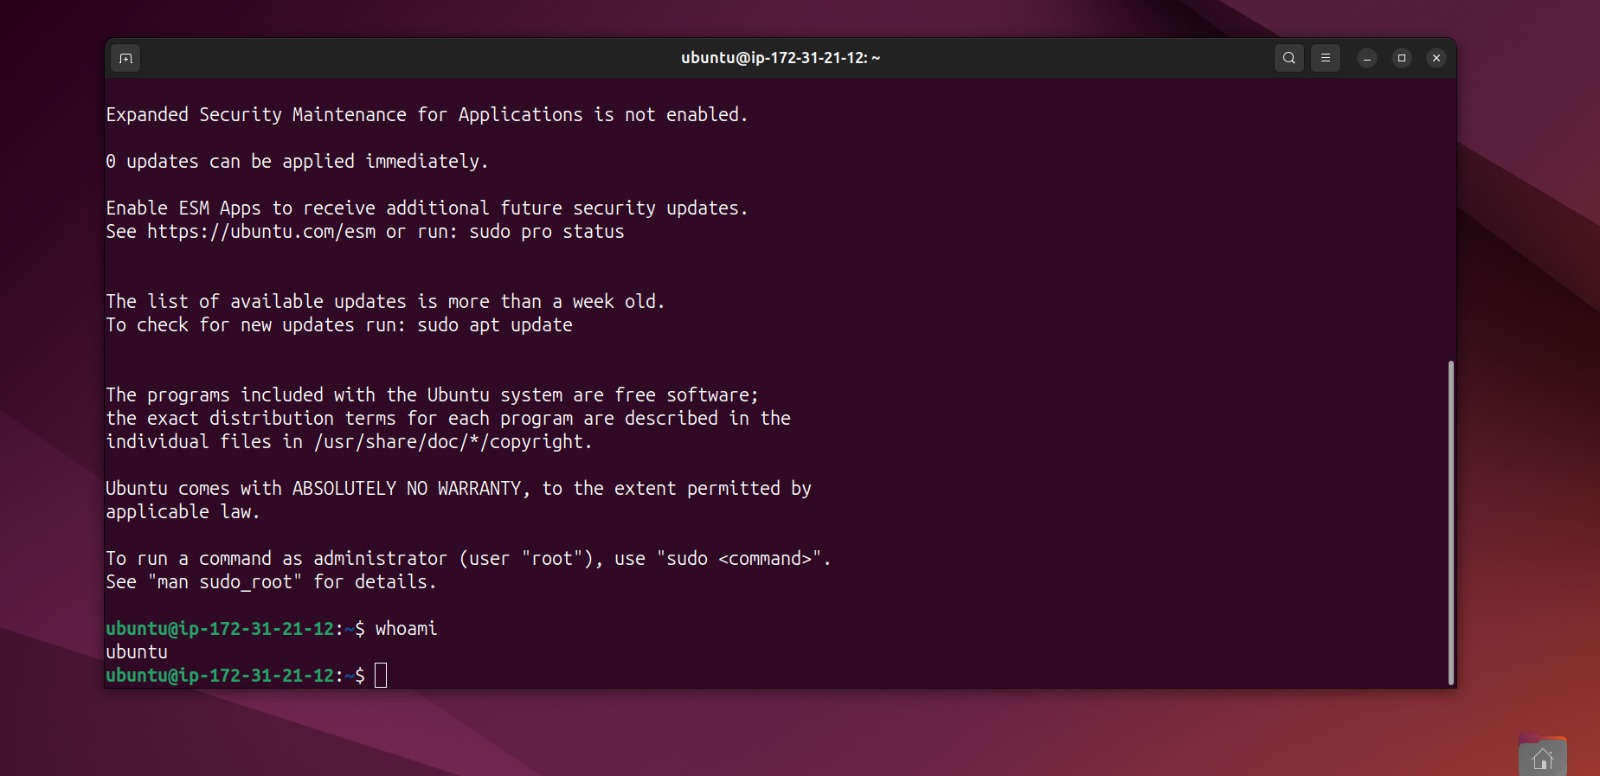 ubuntu@ip-172-31-21-12: ~
Expanded Security Maintenance for Applications is not enabled.
0 updates can be applied immediately.
Enable ESM Apps to receive additional future security updates.
See https://ubuntu.com/esm or run: sudo pro status
The list of available updates is more than a week old.
To check for new updates run: sudo apt update
The programs included with the Ubuntu system are free software;
the exact distribution terms for each program are described in the
individual files in /usr/share/doc/*/copyright.
Ubuntu comes with ABSOLUTELY NO WARRANTY, to the extent permitted by
applicable law.
To run a command as administrator (user "root"), use "sudo <command>".
See "man sudo_root" for details.
ubuntu@ip-172-31-21-12:~$ whoami
ubuntu
ubuntu@ip-172-31-21-12:~$